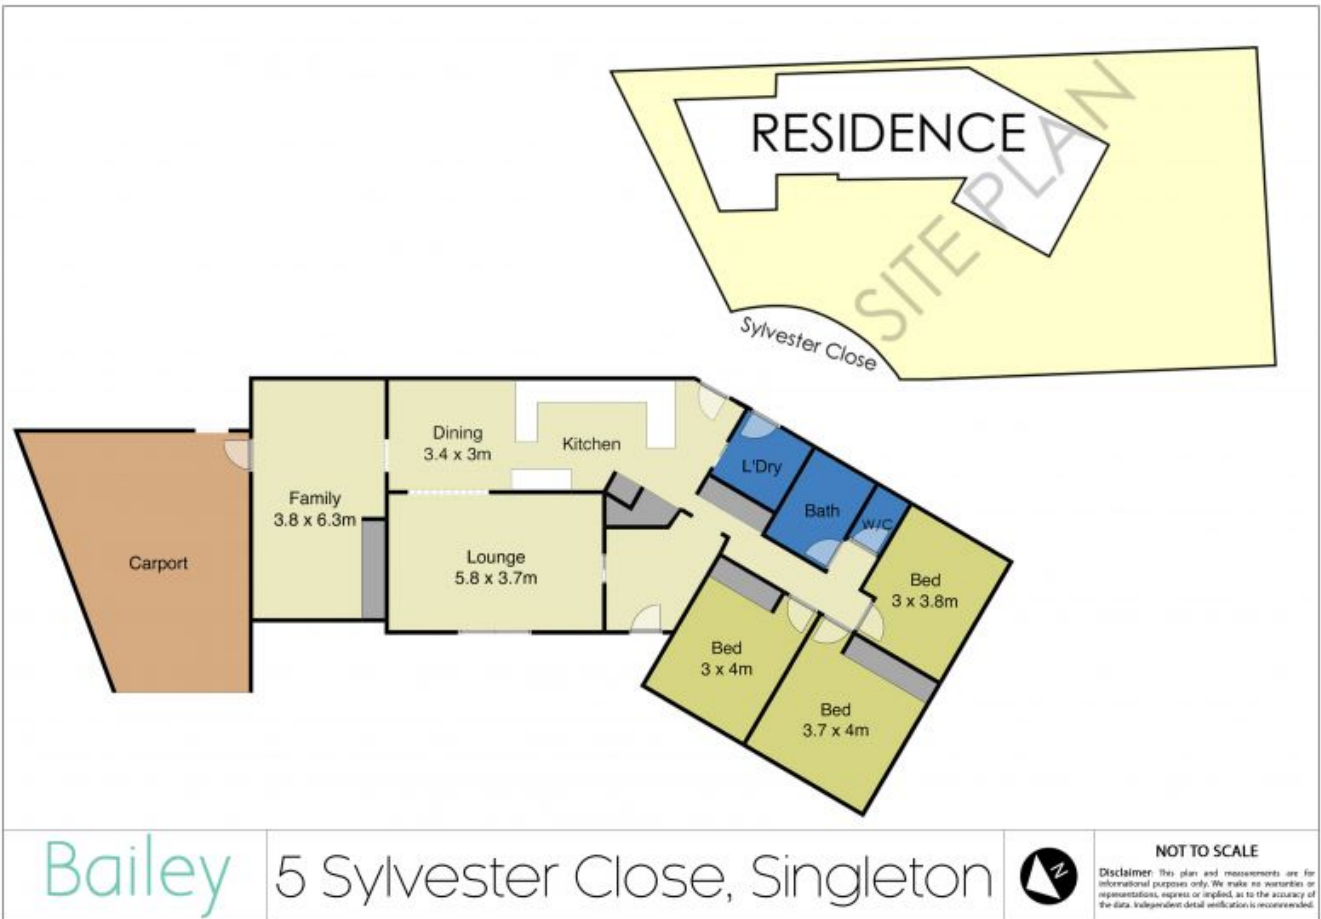 RESIDENCE
SITE PLAN
Sylvester Close
Dining
3.4 x 3m
Kitchen
L'Dry
Bath
W/C
Family
3.8 x 6.3m
Carport
Lounge
5.8 x 3.7m
Bed
3 x 3.8m
Bed
3 x 4m
Bed
3.7 x 4m
Bailey
5 Sylvester Close, Singleton
N
NOT TO SCALE
Disclaimer: This plan and measurements are for
informational purposes only. We make no warranties or
representations, express or implied, as to the accuracy of
the data. Independent detail verification is recommended.